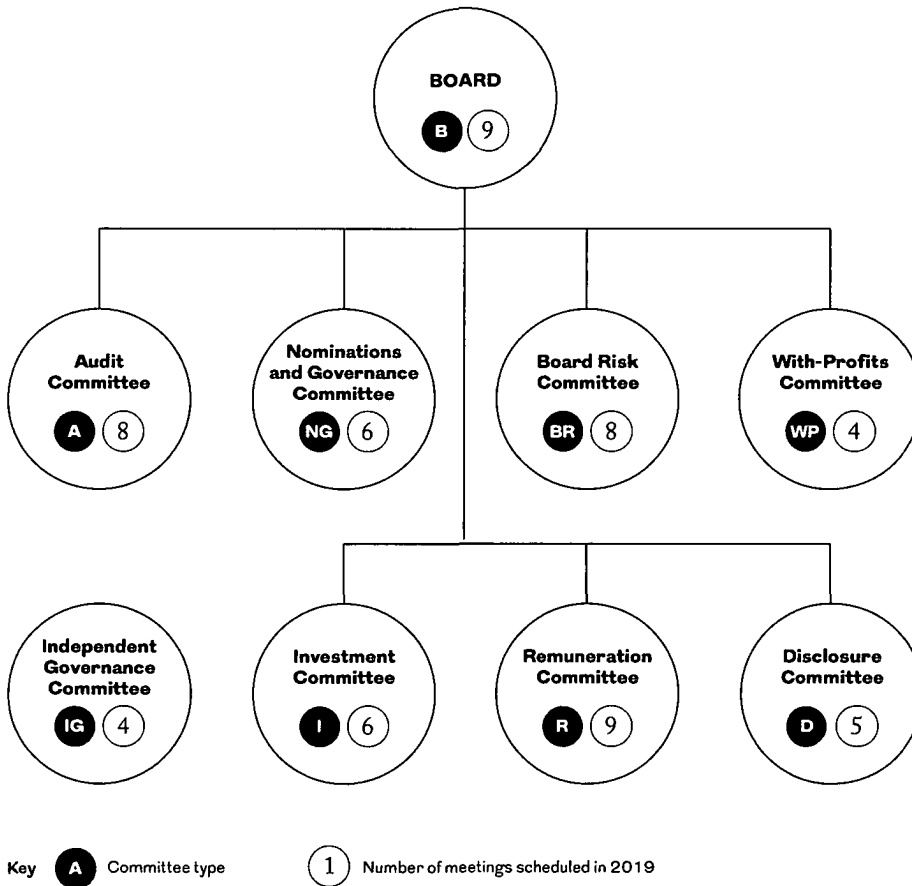 BOARD
B 9
Audit
Committee
A 8
Nominations
and Governance
Committee
NG 6
Board Risk
Committee
BR 8
With-Profits
Committee
WP 4
Independent
Governance
Committee
IG 4
Investment
Committee
I 6
Remuneration
Committee
R 9
Disclosure
Committee
D 5
Key A Committee type 1 Number of meetings scheduled in 2019